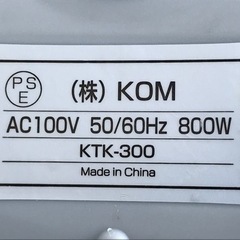 PSE (株) KOM
AC100V 50/60Hz 800W
KTK-300
Made in China